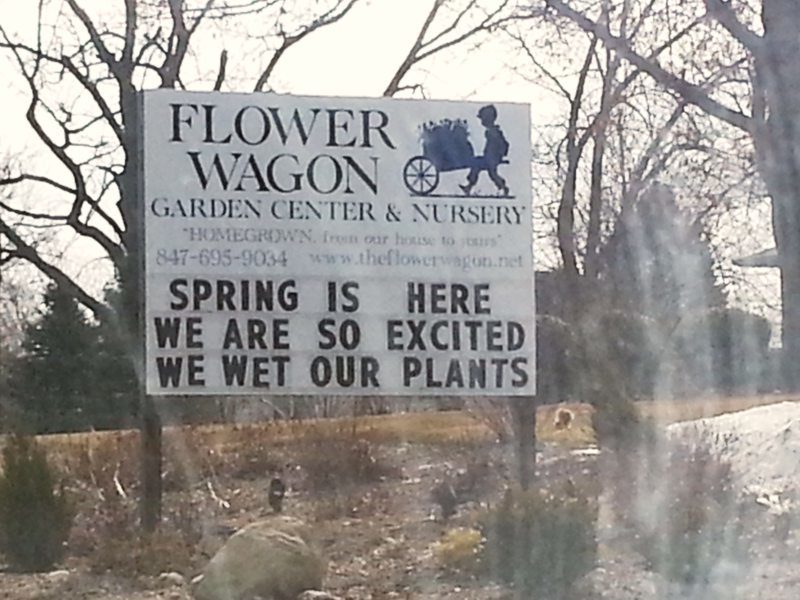 FLOWER
WAGON
GARDEN CENTER & NURSERY
"HOMEGROWN, from our house to yours"
847-695-9034 www.theflowerwagon.net
SPRING IS HERE
WE ARE SO EXCITED
WE WET OUR PLANTS